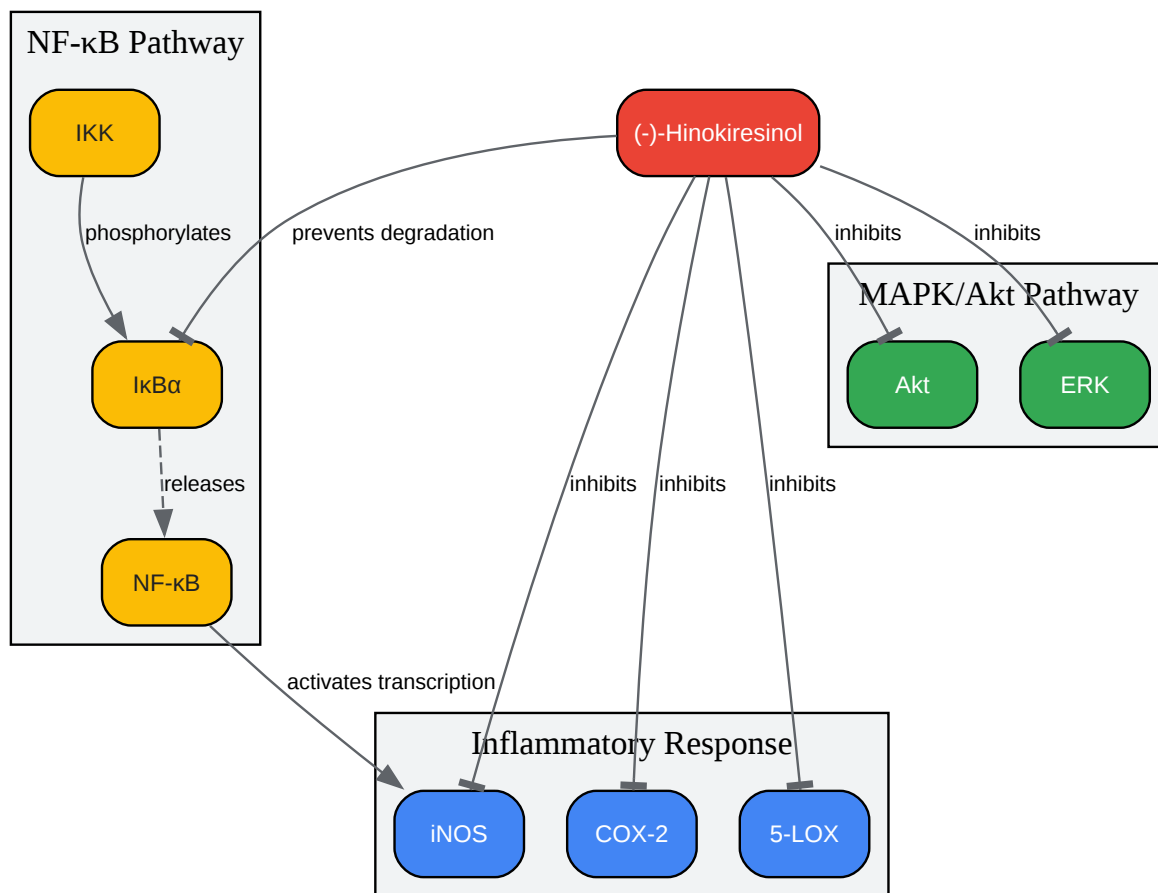 NF-κB Pathway
IKK
(-)-Hinokiresinol
phosphorylates
prevents degradation
inhibits
inhibits
MAPK/Akt Pathway
IκBα
Akt
ERK
releases
inhibits
inhibits
inhibits
NF-κB
activates transcription
Inflammatory Response
iNOS
COX-2
5-LOX